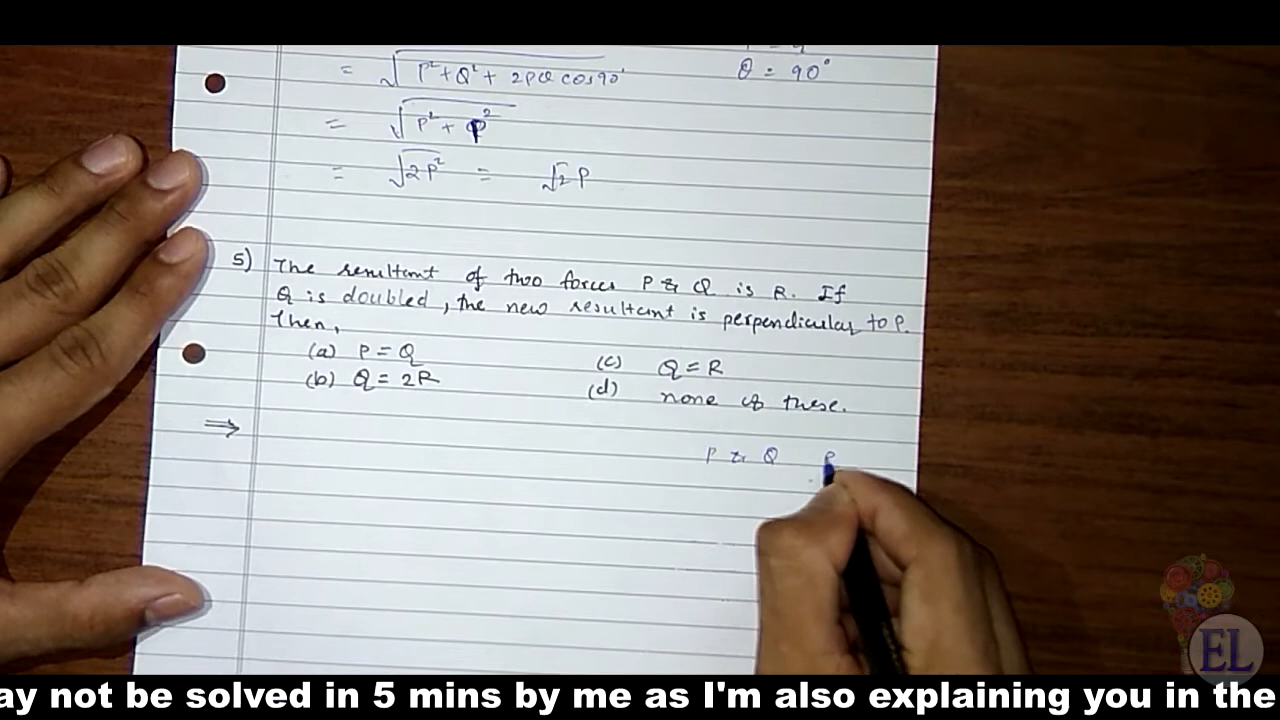 = √P²+Q²+ 2PQ cos90°
θ = 90°
= √P²+ P²
= √2P² = √2 P
5) The resultant of two forces P & Q is R. If
Q is doubled, the new resultant is perpendicular to P.
Then,
(a) P = Q
(c) Q = R
(b) Q = 2R
(d) none of these.
⇒
P & Q R
EL
ay not be solved in 5 mins by me as I'm also explaining you in the